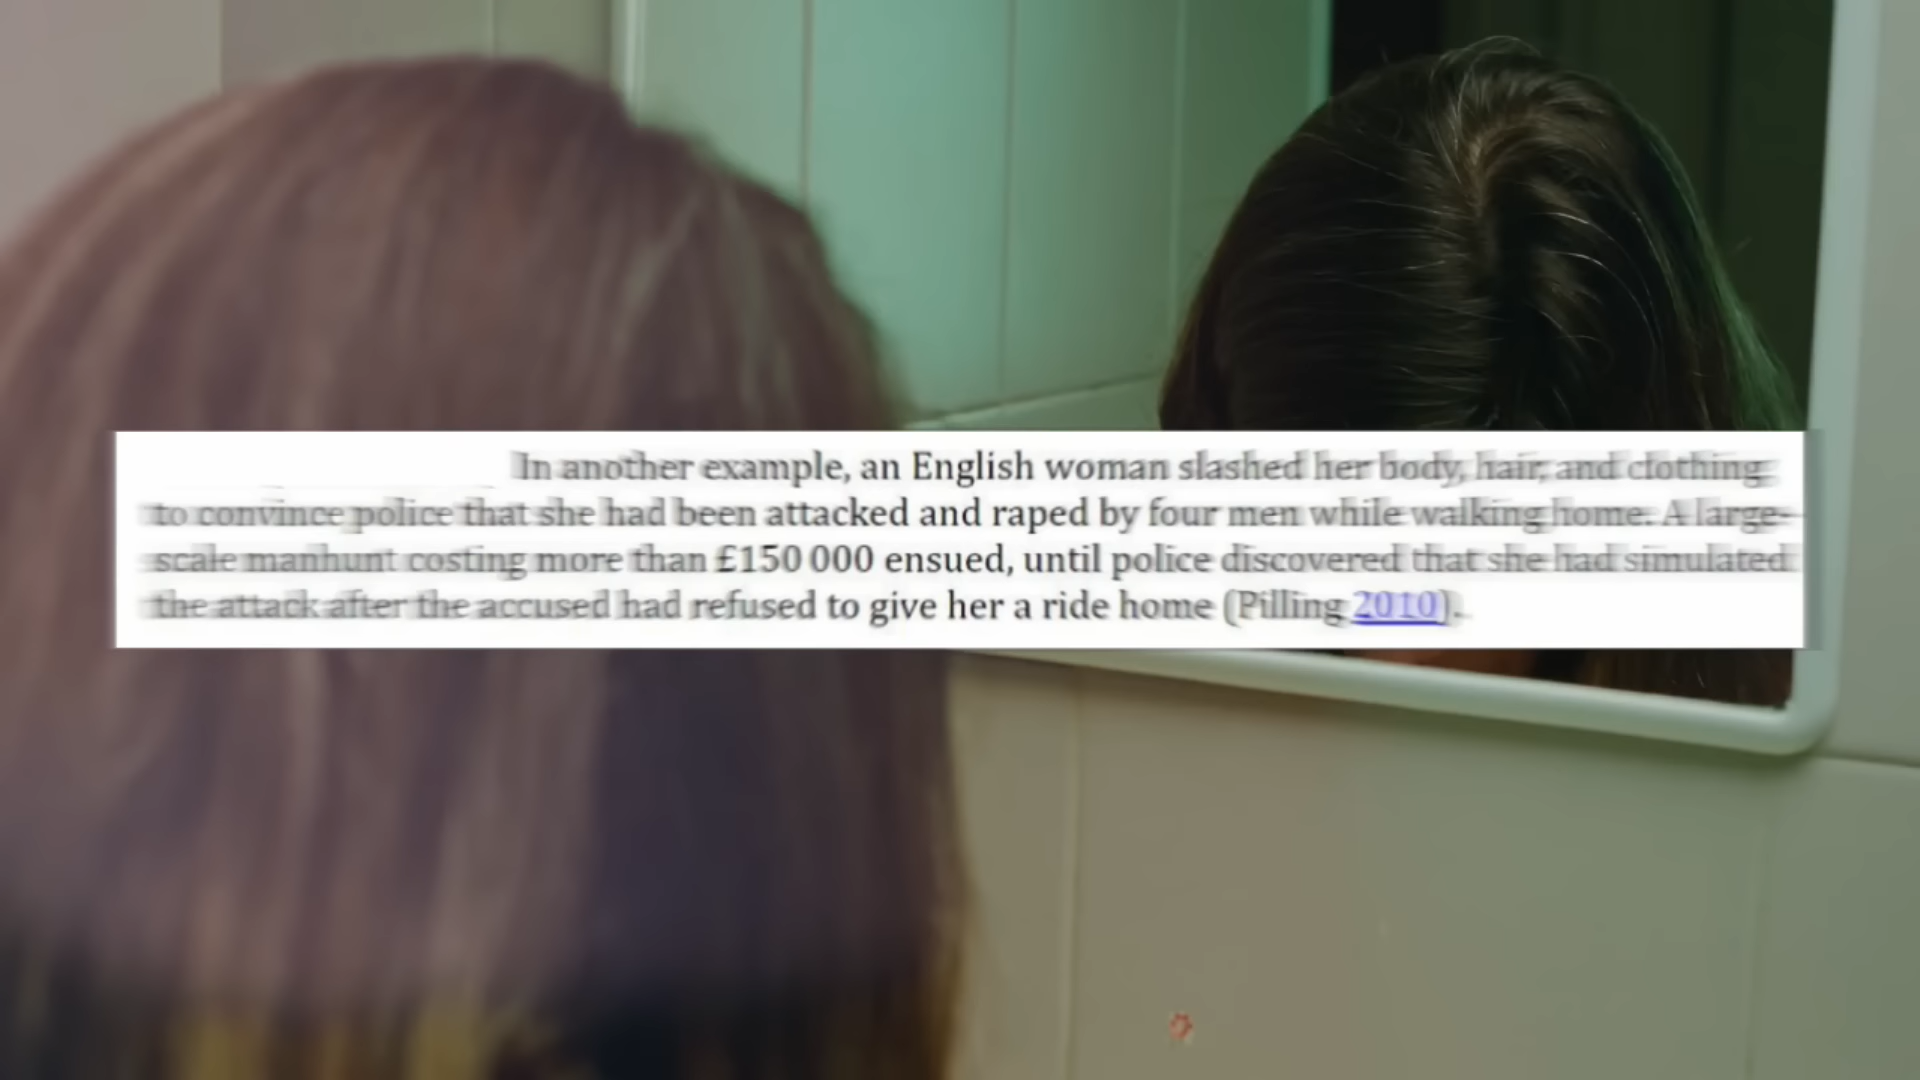 In another example, an English woman slashed her body, hair, and clothing
to convince police that she had been attacked and raped by four men while walking home. A large-
scale manhunt costing more than £150 000 ensued, until police discovered that she had simulated
the attack after the accused had refused to give her a ride home (Pilling 2010).